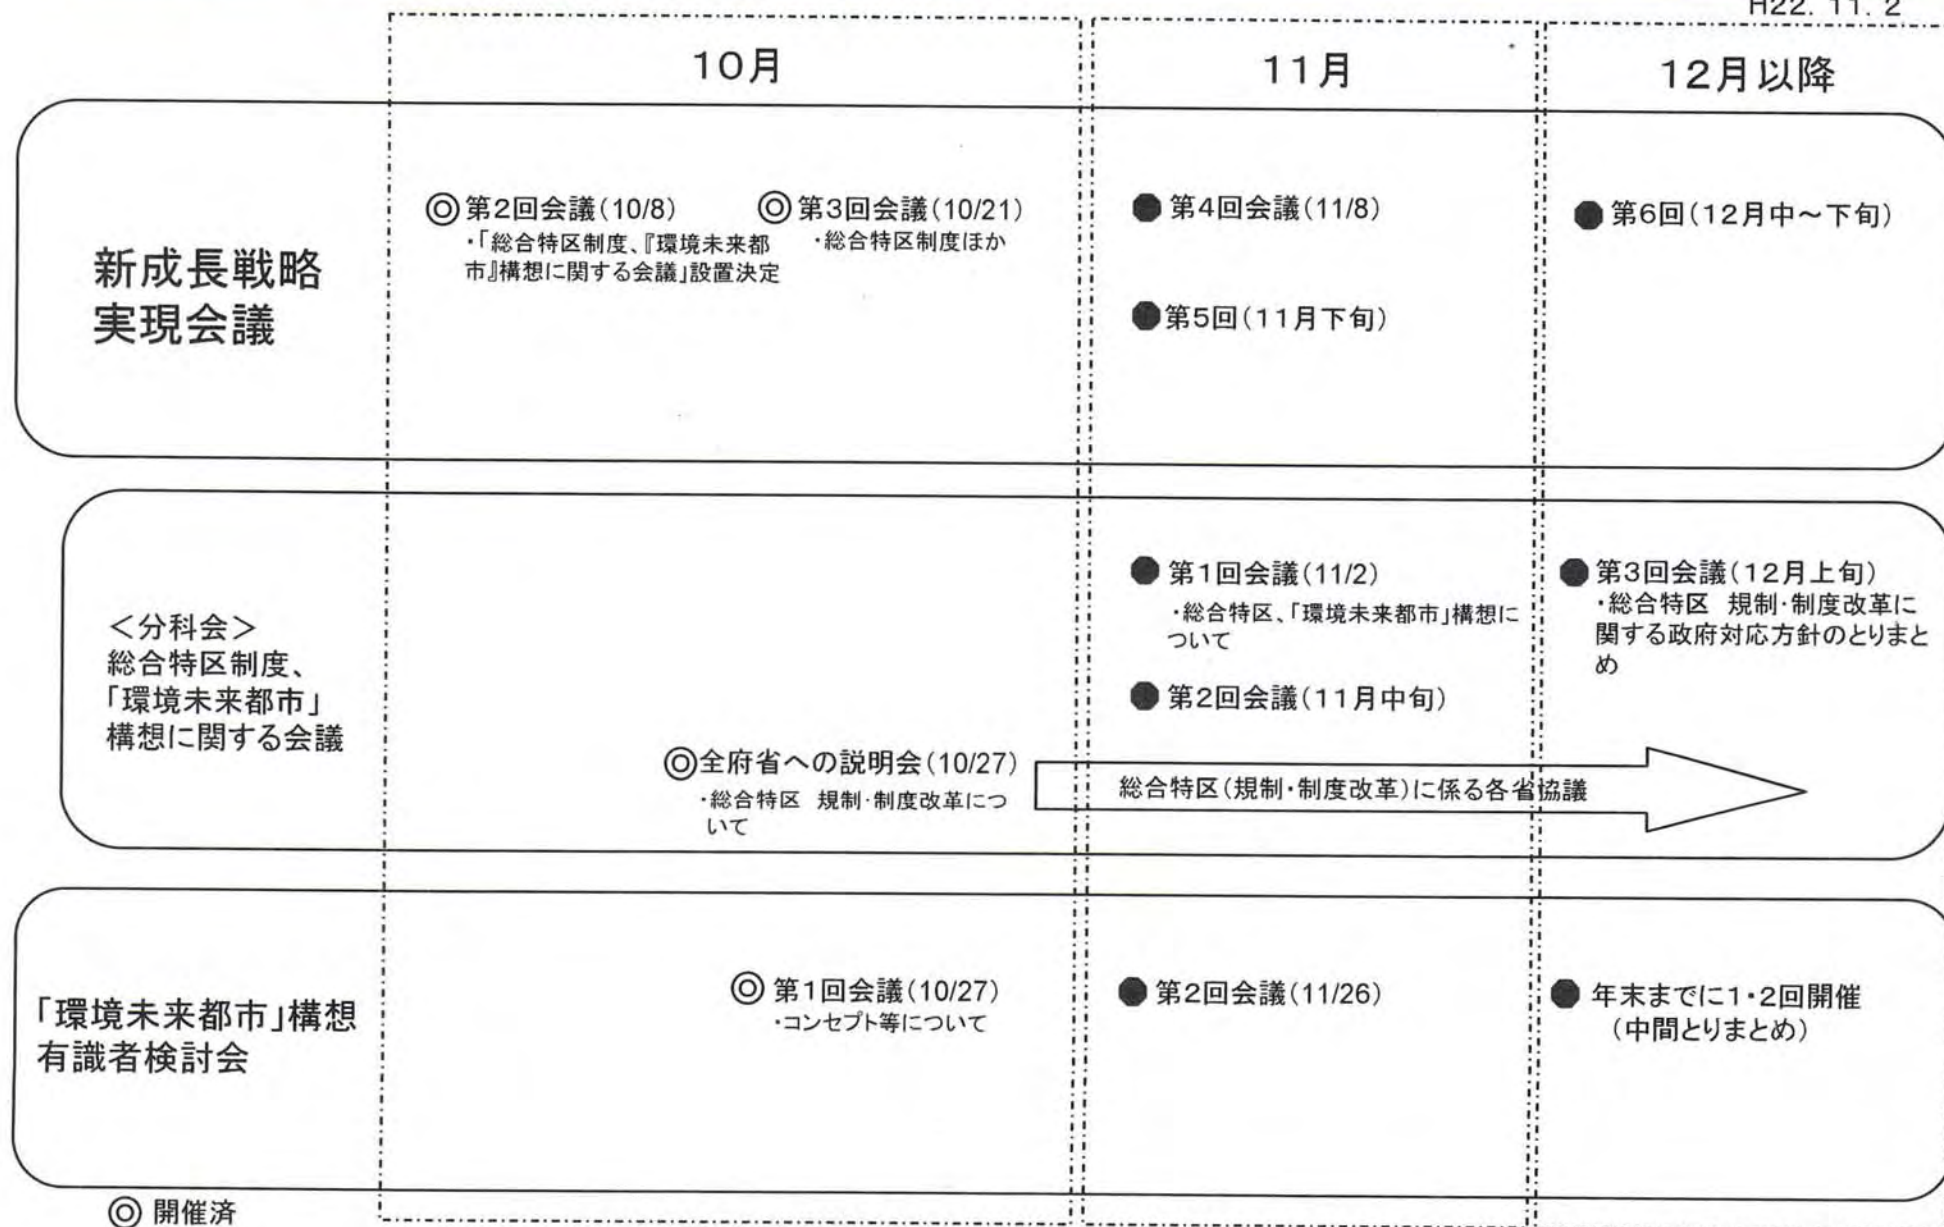 H22. 11. 2
10月
11月
12月以降
新成長戦略
実現会議
◎第2回会議(10/8)
・「総合特区制度、『環境未来都
市』構想に関する会議」設置決定
◎第3回会議(10/21)
・総合特区制度ほか
●第4回会議(11/8)
●第5回(11月下旬)
●第6回(12月中～下旬)
＜分科会＞
総合特区制度、
「環境未来都市」
構想に関する会議
◎全府省への説明会(10/27)
・総合特区 規制・制度改革につ
いて
●第1回会議(11/2)
・総合特区、「環境未来都市」構想に
ついて
●第2回会議(11月中旬)
総合特区(規制・制度改革)に係る各省協議
●第3回会議(12月上旬)
・総合特区 規制・制度改革に
関する政府対応方針のとりまと
め
「環境未来都市」構想
有識者検討会
◎第1回会議(10/27)
・コンセプト等について
●第2回会議(11/26)
●年末までに1・2回開催
(中間とりまとめ)
◎開催済